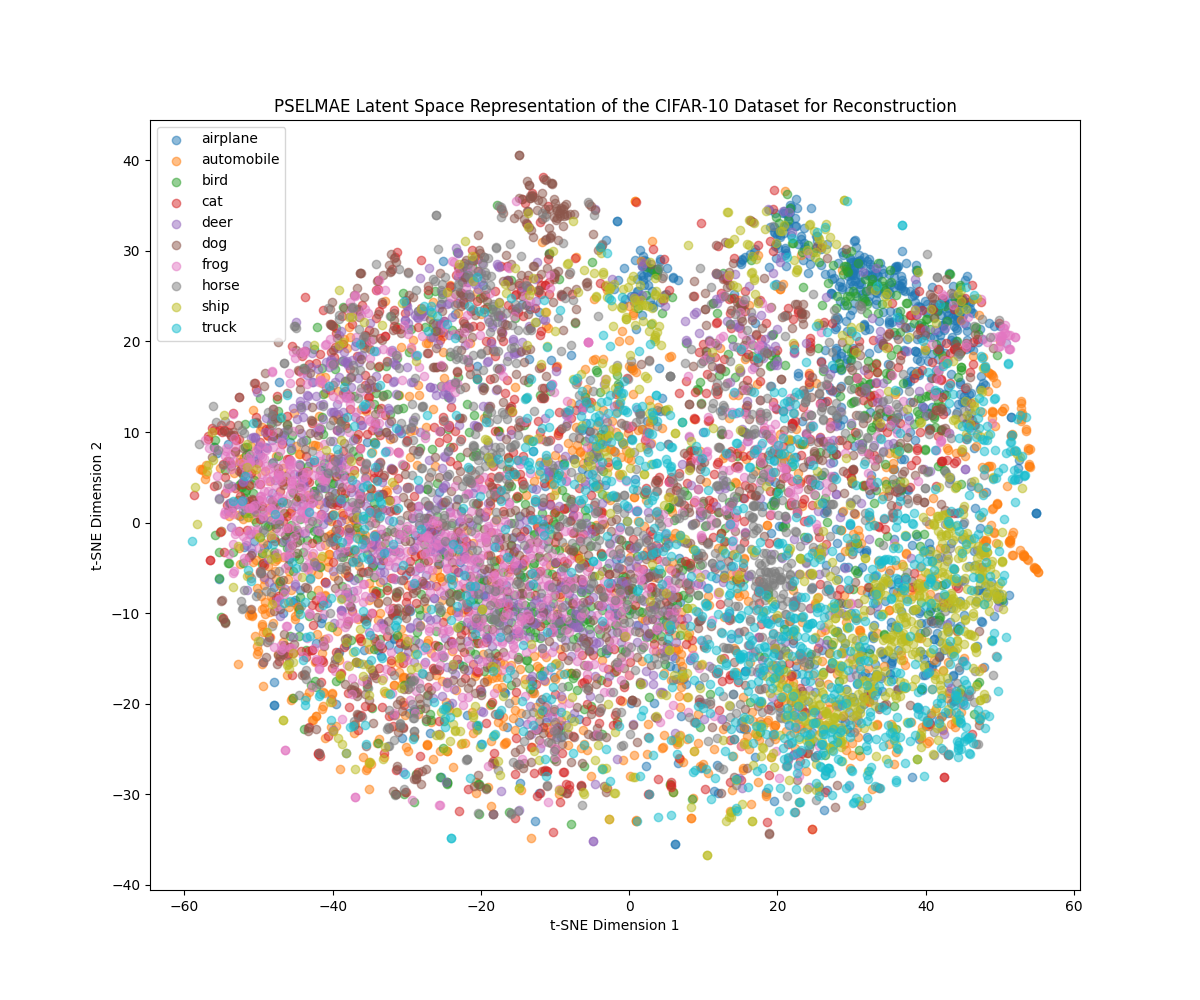 PSELMAE Latent Space Representation of the CIFAR-10 Dataset for Reconstruction
airplane
automobile
bird
cat
deer
dog
frog
horse
ship
truck
40
30
20
10
0
−10
−20
−30
−40
t-SNE Dimension 2
−60 −40 −20 0 20 40 60
t-SNE Dimension 1